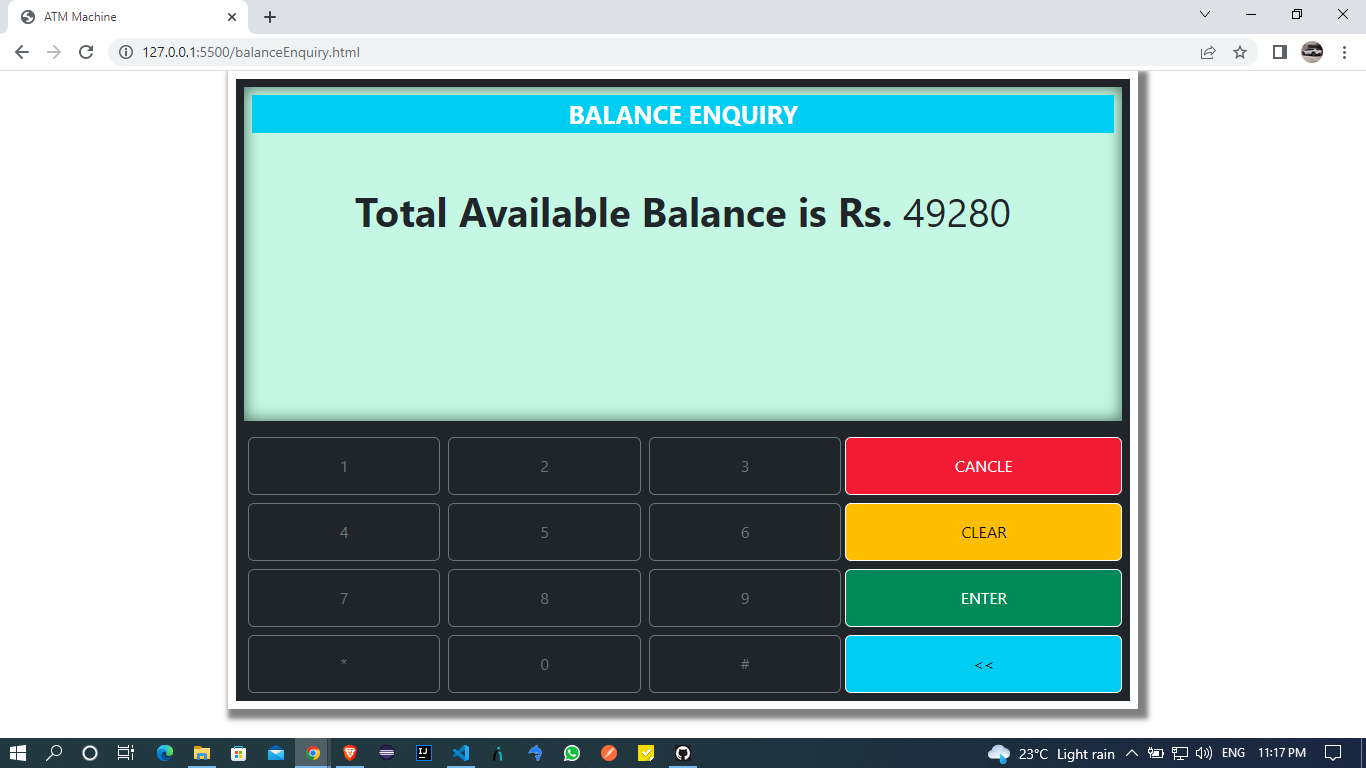 ATM Machine
127.0.0.1:5500/balanceEnquiry.html
BALANCE ENQUIRY
Total Available Balance is Rs. 49280
1 2 3 CANCLE
4 5 6 CLEAR
7 8 9 ENTER
* 0 # <<
23°C Light rain ENG 11:17 PM